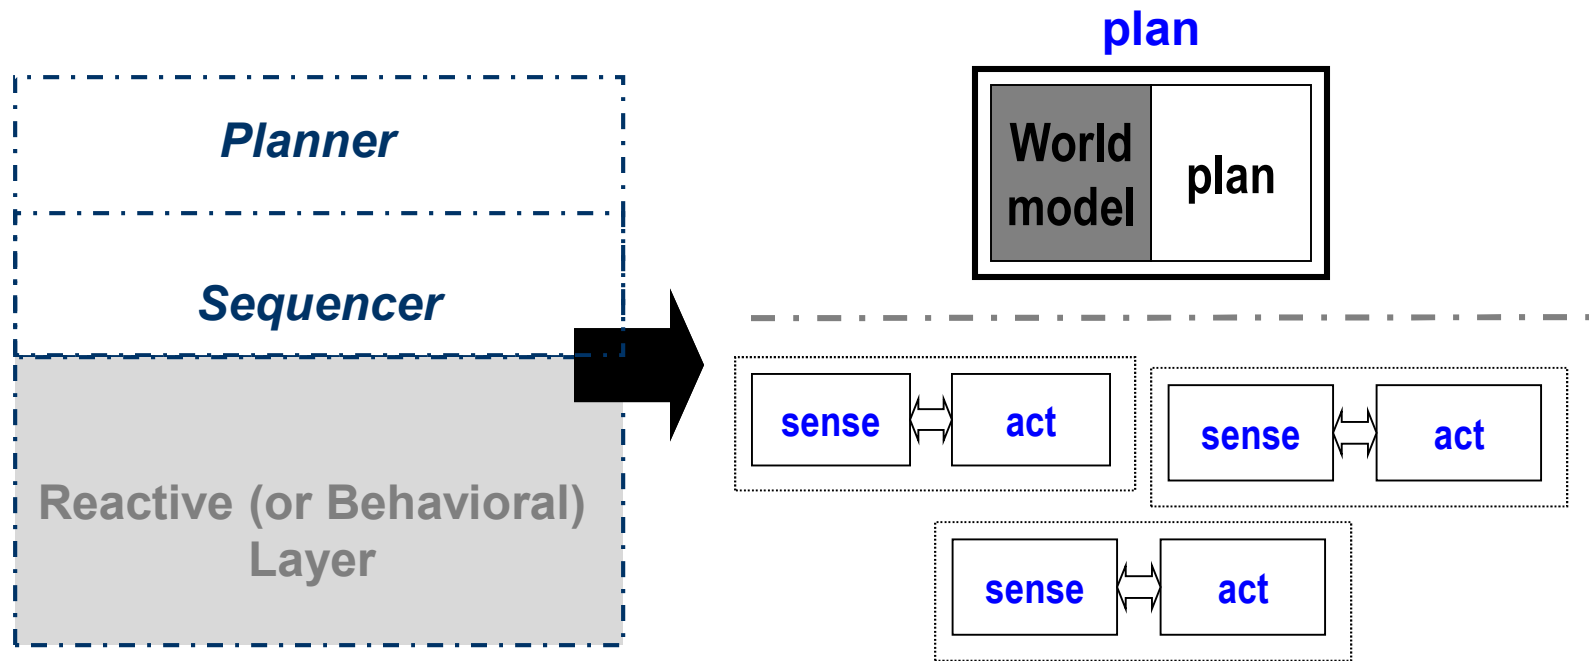 Planner
Sequencer
Reactive (or Behavioral)
Layer
plan
World
model
plan
sense
act
sense
act
sense
act